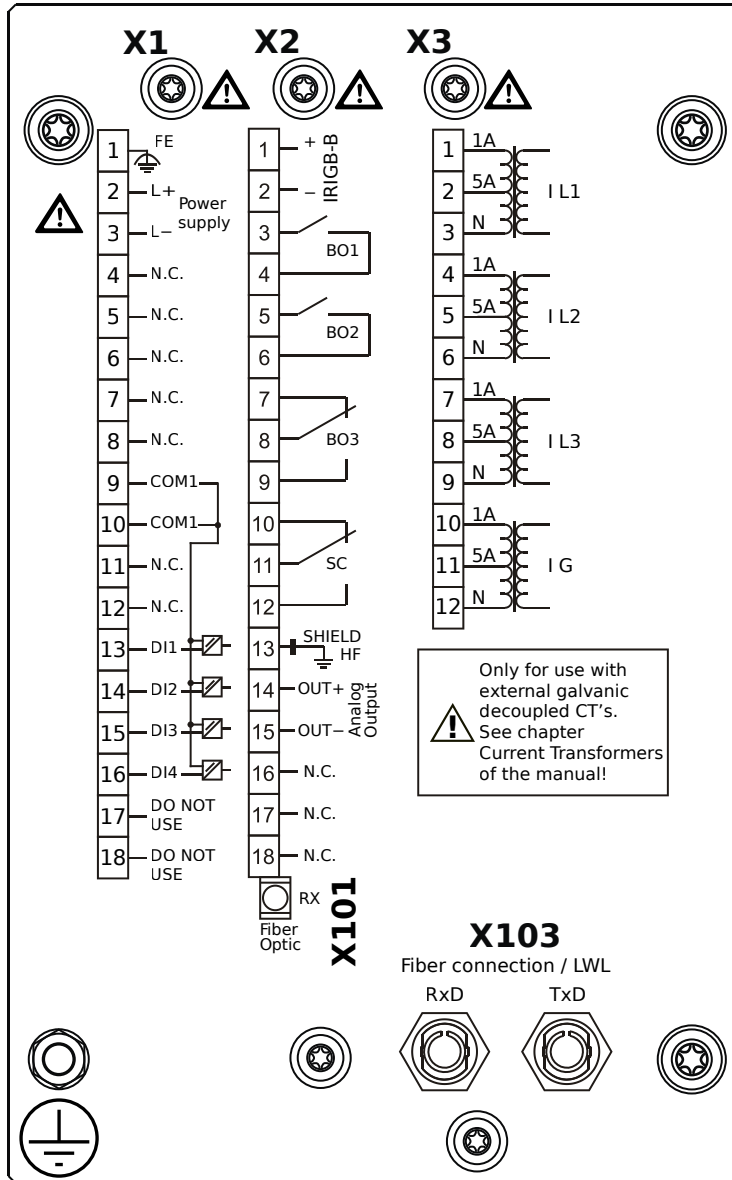 X1
X2
X3
1
FE
2
L+
Power
supply
3
L−
4
N.C.
5
N.C.
6
N.C.
7
N.C.
8
N.C.
9
COM1
10
COM1
11
N.C.
12
N.C.
13
DI1
14
DI2
15
DI3
16
DI4
17
DO NOT
USE
18
DO NOT
USE
1
+
IRIGB-B
2
−
3
BO1
4
5
BO2
6
7
8
BO3
9
10
11
SC
12
13
SHIELD
HF
14
OUT+
Analog
Output
15
OUT−
16
N.C.
17
N.C.
18
N.C.
RX
Fiber
Optic
X101
1
1A
2
5A
I L1
3
N
4
1A
5
5A
I L2
6
N
7
1A
8
5A
I L3
9
N
10
1A
11
5A
I G
12
N
Only for use with
external galvanic
decoupled CT's.
See chapter
Current Transformers
of the manual!
X103
Fiber connection / LWL
RxD
TxD